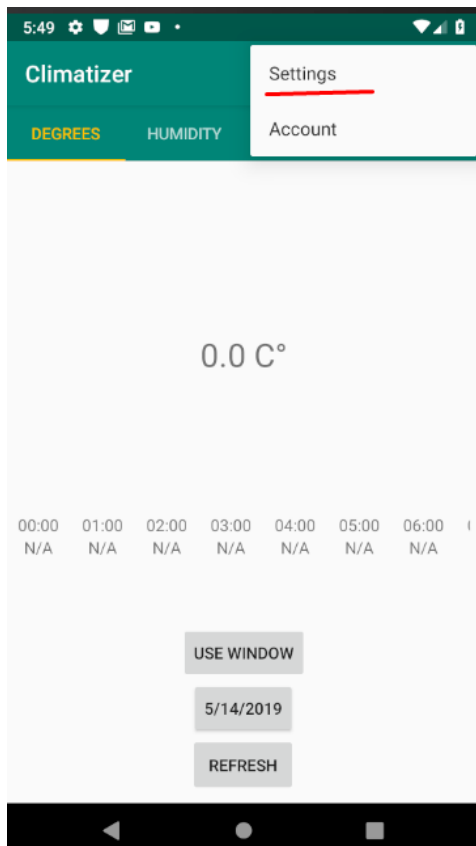 5:49
Climatizer
Settings
Account
DEGREES HUMIDITY
0.0 C°
00:00 01:00 02:00 03:00 04:00 05:00 06:00
N/A N/A N/A N/A N/A N/A N/A
USE WINDOW
5/14/2019
REFRESH